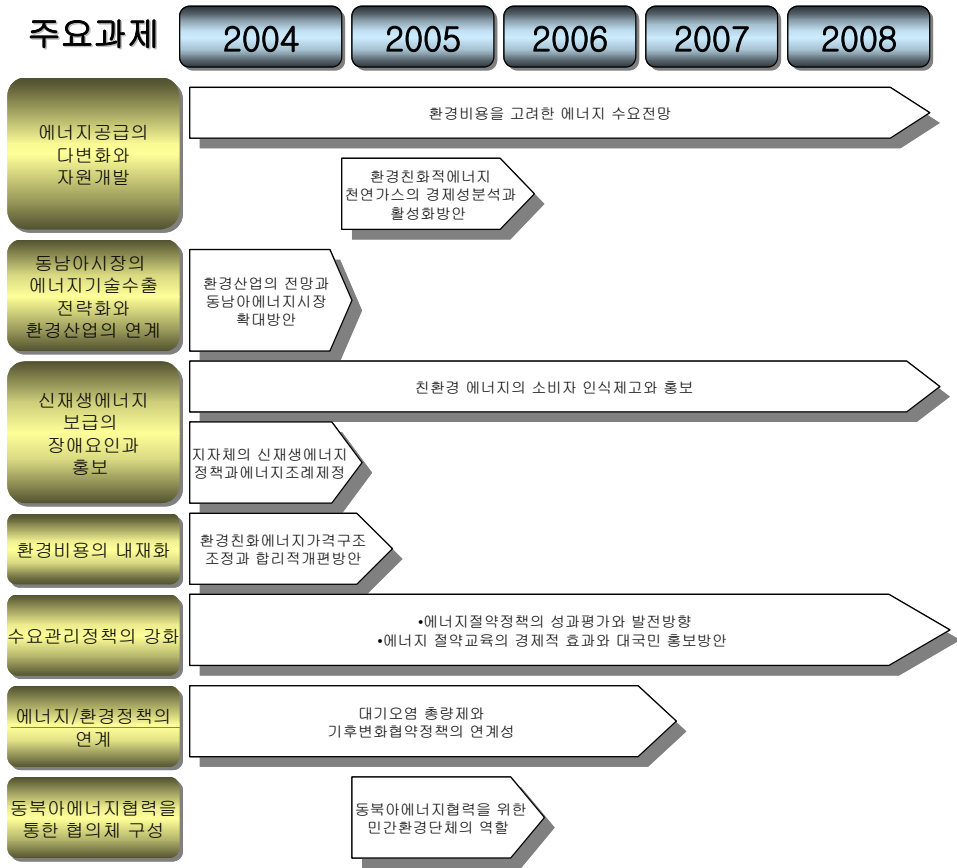 주요과제
2004
2005
2006
2007
2008
에너지공급의
다변화와
자원개발
환경비용을 고려한 에너지 수요전망
환경친화적에너지
천연가스의 경제성분석과
활성화방안
동남아시장의
에너지기술수출
전략화와
환경산업의 연계
환경산업의 전망과
동남아에너지시장
확대방안
신재생에너지
보급의
장애요인과
홍보
친환경 에너지의 소비자 인식제고와 홍보
지자체의 신재생에너지
정책과에너지조례제정
환경비용의 내재화
환경친화에너지가격구조
조정과 합리적개편방안
수요관리정책의 강화
•에너지절약정책의 성과평가와 발전방향
•에너지 절약교육의 경제적 효과와 대국민 홍보방안
에너지/환경정책의
연계
대기오염 총량제와
기후변화협약정책의 연계성
동북아에너지협력을
통한 협의체 구성
동북아에너지협력을 위한
민간환경단체의 역할